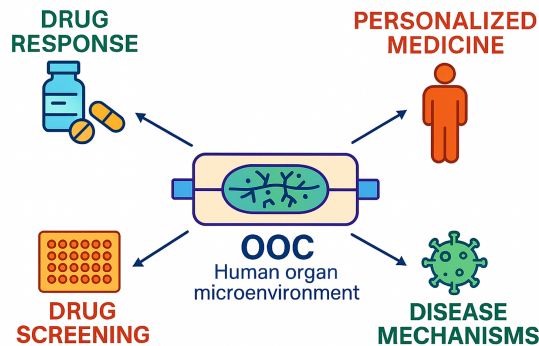 DRUG
RESPONSE
PERSONALIZED
MEDICINE
OOC
Human organ
microenvironment
DRUG
SCREENING
DISEASE
MECHANISMS